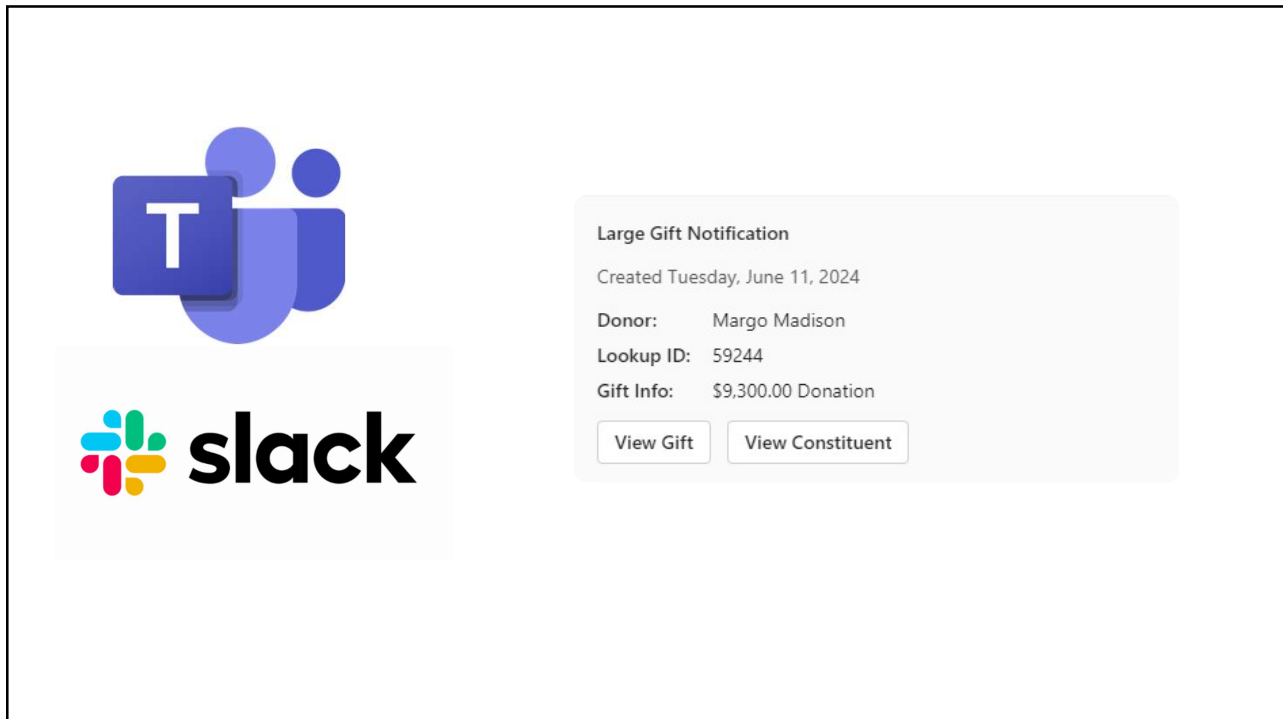 T
slack
Large Gift Notification
Created Tuesday, June 11, 2024
Donor: Margo Madison
Lookup ID: 59244
Gift Info: $9,300.00 Donation
View Gift View Constituent